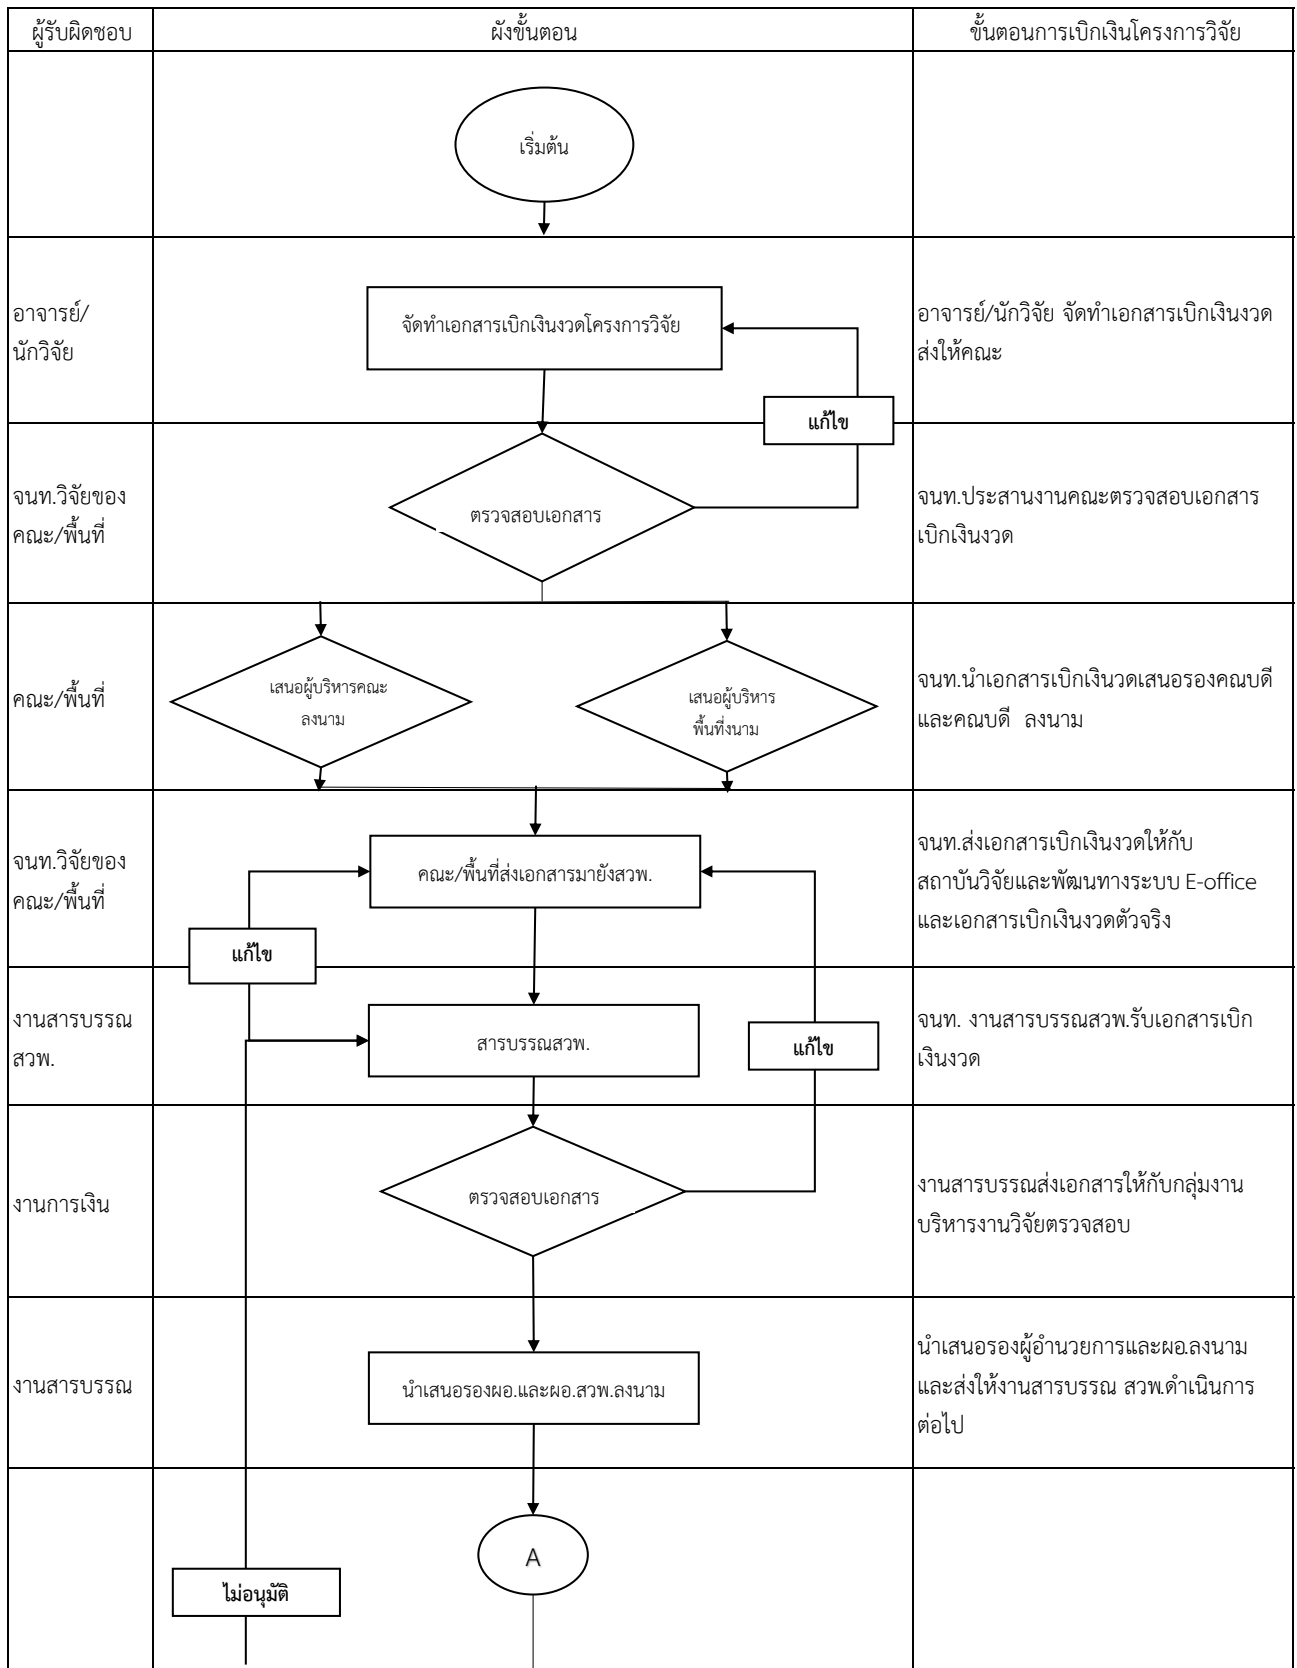 ผู้รับผิดชอบ
ผังขั้นตอน
ขั้นตอนการเบิกเงินโครงการวิจัย
เริ่มต้น
อาจารย์/
นักวิจัย
จัดทำเอกสารเบิกเงินงวดโครงการวิจัย
อาจารย์/นักวิจัย จัดทำเอกสารเบิกเงินงวด
ส่งให้คณะ
แก้ไข
จนท.วิจัยของ
คณะ/พื้นที่
ตรวจสอบเอกสาร
จนท.ประสานงานคณะตรวจสอบเอกสาร
เบิกเงินงวด
คณะ/พื้นที่
เสนอผู้บริหารคณะ
ลงนาม
เสนอผู้บริหาร
พื้นที่งนาม
จนท.นำเอกสารเบิกเงินวดเสนอรองคณบดี
และคณบดี ลงนาม
จนท.วิจัยของ
คณะ/พื้นที่
คณะ/พื้นที่ส่งเอกสารมายังสวพ.
จนท.ส่งเอกสารเบิกเงินงวดให้กับ
สถาบันวิจัยและพัฒนทางระบบ E-office
และเอกสารเบิกเงินงวดตัวจริง
แก้ไข
งานสารบรรณ
สวพ.
สารบรรณสวพ.
แก้ไข
จนท. งานสารบรรณสวพ.รับเอกสารเบิก
เงินงวด
งานการเงิน
ตรวจสอบเอกสาร
งานสารบรรณส่งเอกสารให้กับกลุ่มงาน
บริหารงานวิจัยตรวจสอบ
งานสารบรรณ
นำเสนอรองผอ.และผอ.สวพ.ลงนาม
นำเสนอรองผู้อำนวยการและผอ.ลงนาม
และส่งให้งานสารบรรณ สวพ.ดำเนินการ
ต่อไป
A
ไม่อนุมัติ